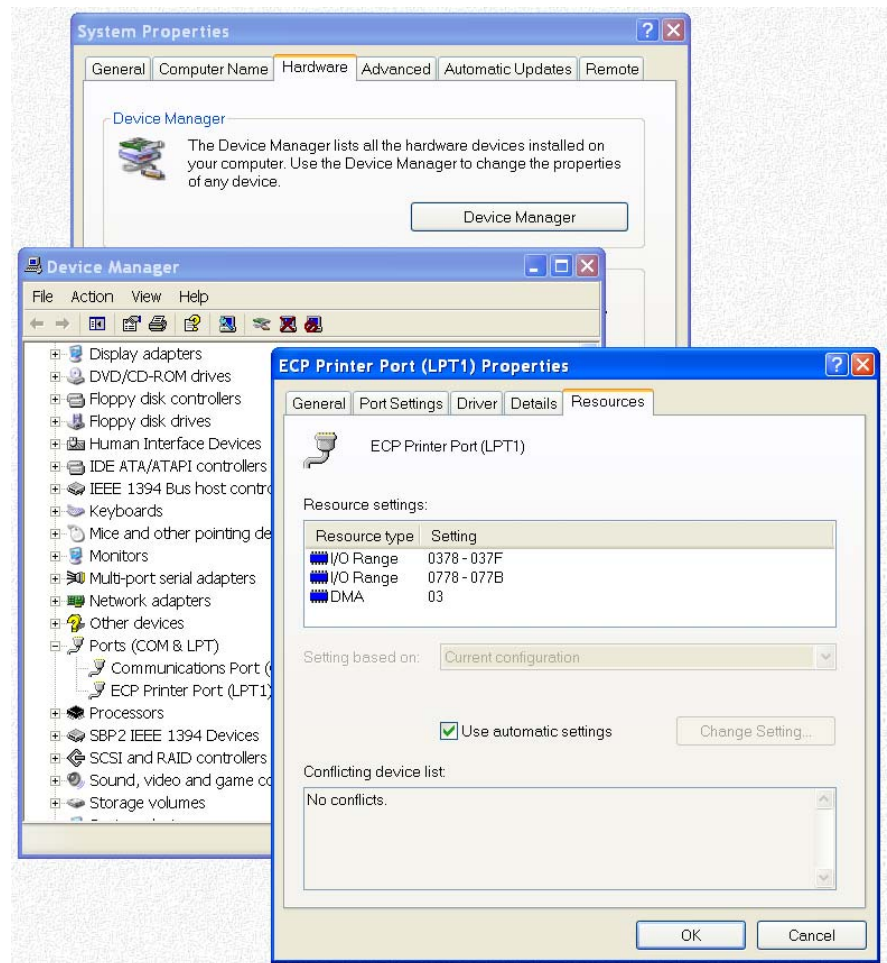 System Properties
General Computer Name Hardware Advanced Automatic Updates Remote
Device Manager
The Device Manager lists all the hardware devices installed on
your computer. Use the Device Manager to change the properties
of any device.
Device Manager
Device Manager
File Action View Help
Display adapters
DVD/CD-ROM drives
Floppy disk controllers
Floppy disk drives
Human Interface Devices
IDE ATA/ATAPI controllers
IEEE 1394 Bus host contro
Keyboards
Mice and other pointing de
Monitors
Multi-port serial adapters
Network adapters
Other devices
Ports (COM & LPT)
Communications Port (
ECP Printer Port (LPT1)
Processors
SBP2 IEEE 1394 Devices
SCSI and RAID controllers
Sound, video and game co
Storage volumes
ECP Printer Port (LPT1) Properties
General Port Settings Driver Details Resources
ECP Printer Port (LPT1)
Resource settings:
Resource type Setting
I/O Range 0378 - 037F
I/O Range 0778 - 077B
DMA 03
Setting based on: Current configuration
Use automatic settings Change Setting...
Conflicting device list:
No conflicts.
OK Cancel